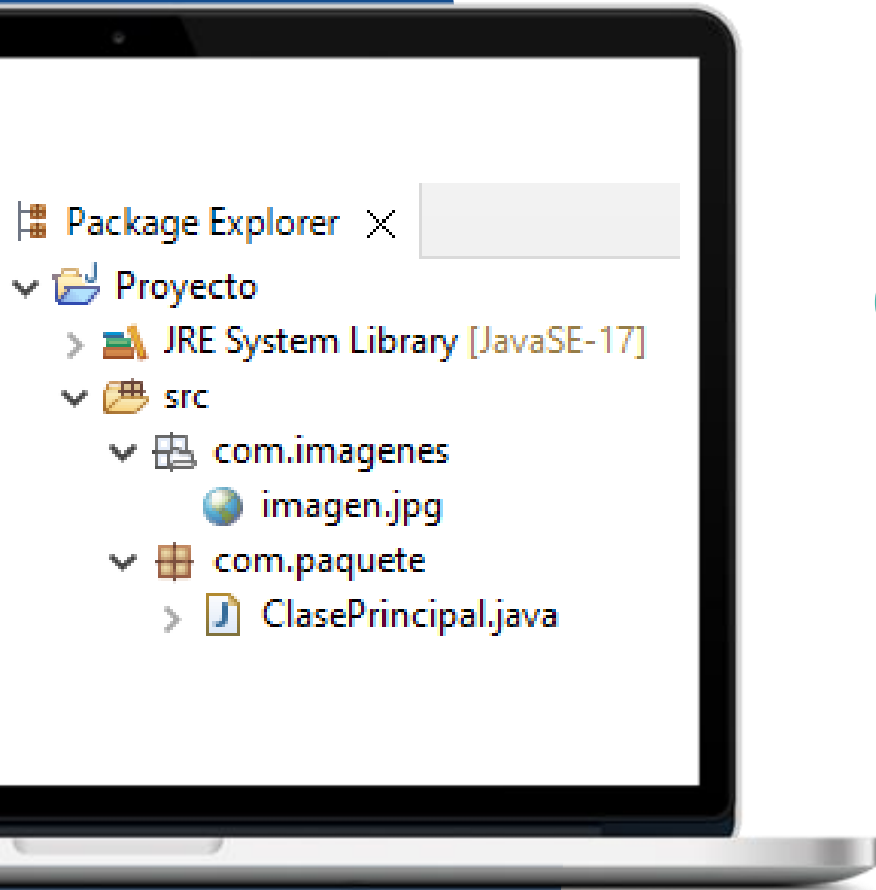 Package Explorer
Proyecto
JRE System Library [JavaSE-17]
src
com.imagenes
imagen.jpg
com.paquete
ClasePrincipal.java